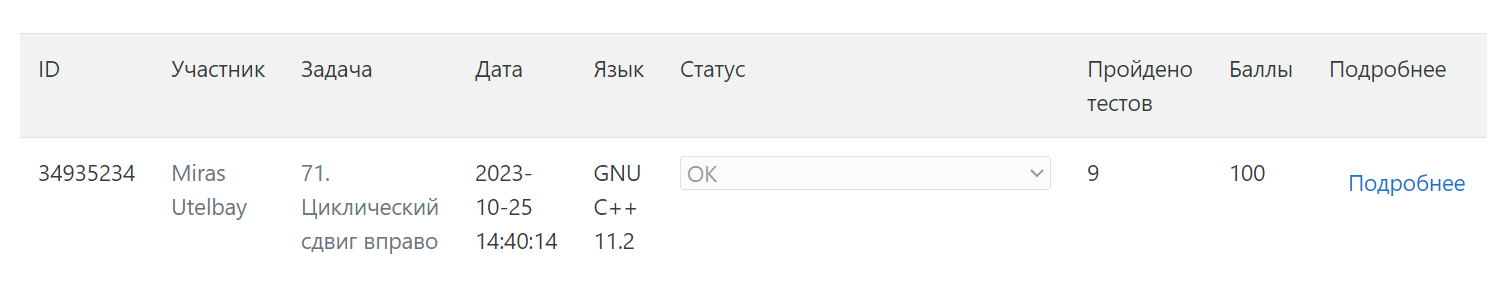 ID Участник Задача Дата Язык Статус Пройдено Баллы Подробнее
тестов
34935234 Miras 71. 2023- GNU OK 9 100 Подробнее
Utelbay Циклический 10-25 C++
сдвиг вправо 14:40:14 11.2